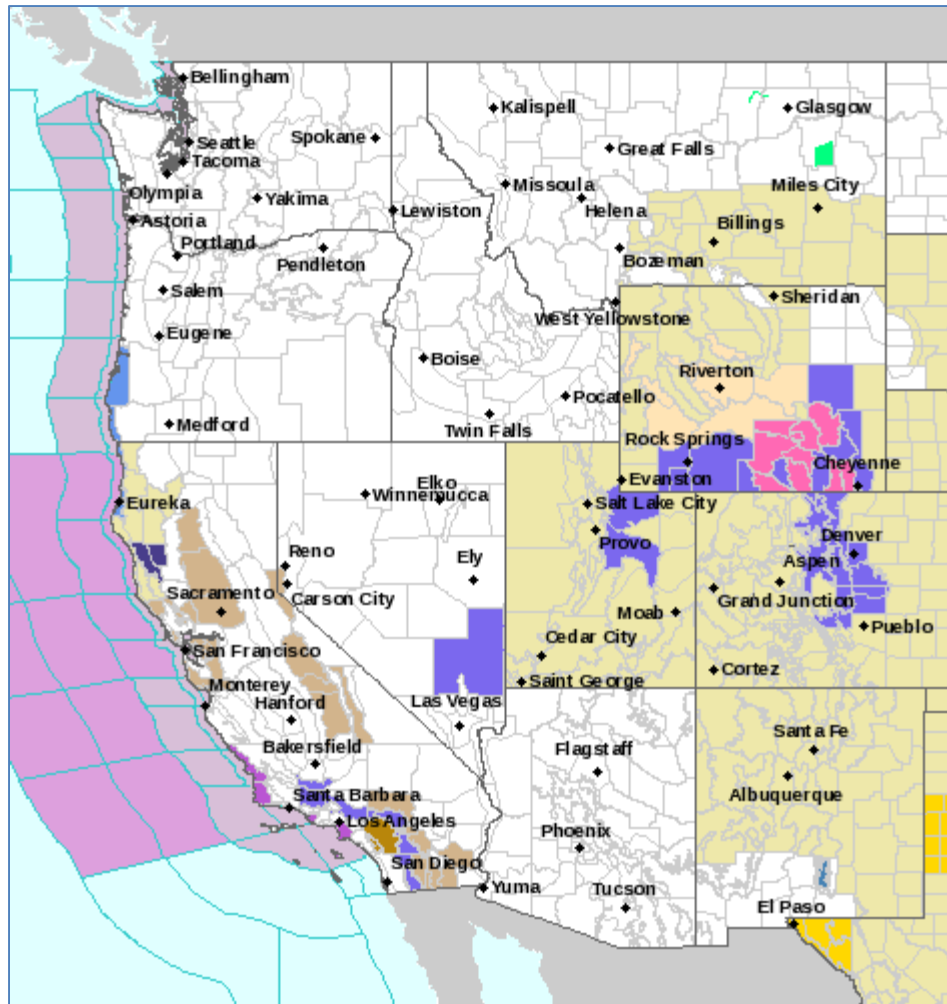 Bellingham
Kalispell
Glasgow
Seattle
Spokane
Great Falls
Tacoma
Missoula
Miles City
Olympia
Yakima
Lewiston
Helena
Astoria
Billings
Portland
Pendleton
Bozeman
Salem
Sheridan
West Yellowstone
Eugene
Boise
Riverton
Pocatello
Medford
Twin Falls
Rock Springs
Cheyenne
Elko
Evanston
Winnemucca
Eureka
Salt Lake City
Provo
Denver
Reno
Ely
Aspen
Sacramento
Carson City
Grand Junction
Moab
Pueblo
Cedar City
San Francisco
Cortez
Saint George
Monterey
Hanford
Las Vegas
Bakersfield
Flagstaff
Santa Fe
Albuquerque
Santa Barbara
Los Angeles
Phoenix
San Diego
Yuma
Tucson
El Paso